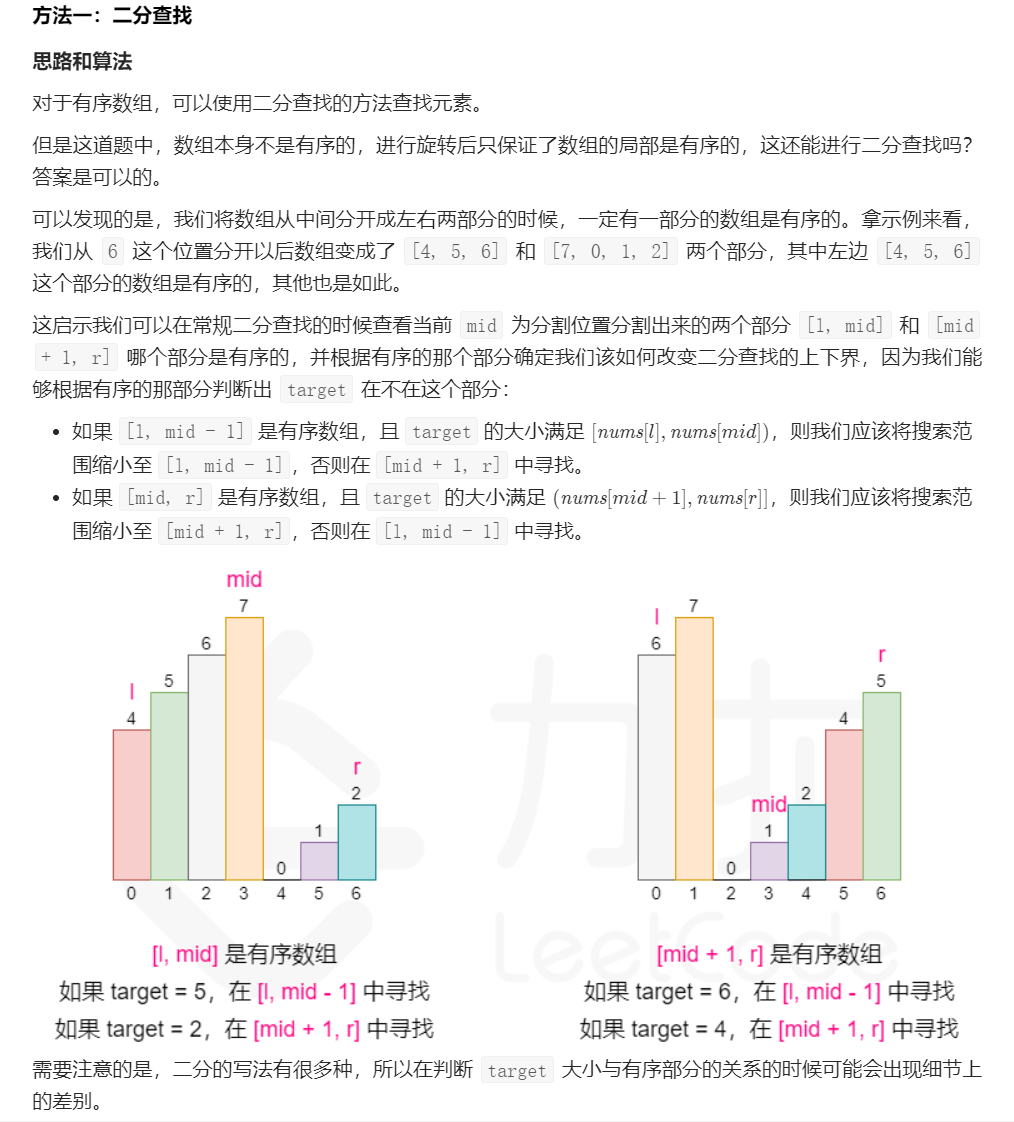 方法一：二分查找
思路和算法
对于有序数组，可以使用二分查找的方法查找元素。
但是这道题中，数组本身不是有序的，进行旋转后只保证了数组的局部是有序的，这还能进行二分查找吗？
答案是可以的。
可以发现的是，我们将数组从中间分开成左右两部分的时候，一定有一部分的数组是有序的。拿示例来看，
我们从 6 这个位置分开以后数组变成了 [4, 5, 6] 和 [7, 0, 1, 2] 两个部分，其中左边 [4, 5, 6]
这个部分的数组是有序的，其他也是如此。
这启示我们可以在常规二分查找的时候查看当前 mid 为分割位置分割出来的两个部分 [l, mid] 和 [mid
+ 1, r] 哪个部分是有序的，并根据有序的那个部分确定我们该如何改变二分查找的上下界，因为我们能
够根据有序的那部分判断出 target 在不在这个部分：
• 如果 [l, mid - 1] 是有序数组，且 target 的大小满足 [nums[l], nums[mid])，则我们应该将搜索范
围缩小至 [l, mid - 1]，否则在 [mid + 1, r] 中寻找。
• 如果 [mid, r] 是有序数组，且 target 的大小满足 (nums[mid + 1], nums[r]]，则我们应该将搜索范
围缩小至 [mid + 1, r]，否则在 [l, mid - 1] 中寻找。
mid
7
6
5
l
4
r
2
1
0
0 1 2 3 4 5 6
[l, mid] 是有序数组
如果 target = 5，在 [l, mid - 1] 中寻找
如果 target = 2，在 [mid + 1, r] 中寻找
l
7
6
r
5
4
mid
2
1
0
0 1 2 3 4 5 6
[mid + 1, r] 是有序数组
如果 target = 6，在 [l, mid - 1] 中寻找
如果 target = 4，在 [mid + 1, r] 中寻找
力扣
LeetCode
需要注意的是，二分的写法有很多种，所以在判断 target 大小与有序部分的关系的时候可能会出现细节上
的差别。